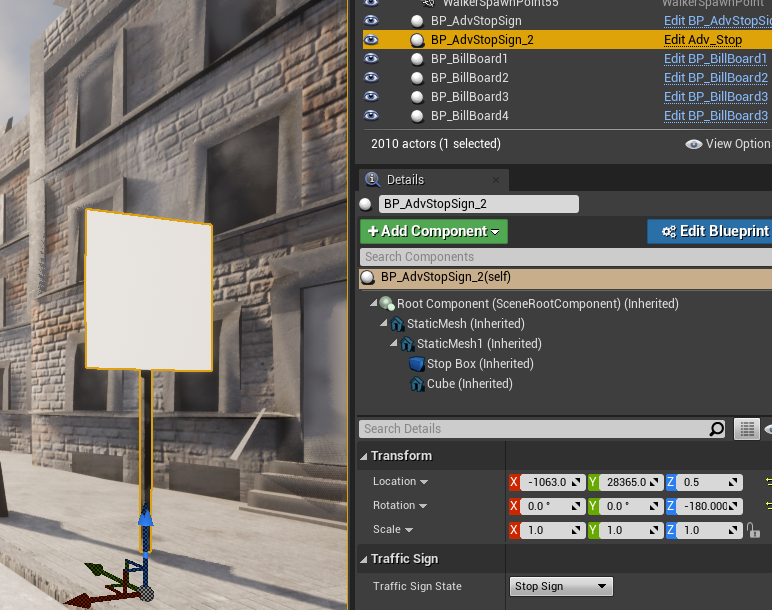 WalkerSpawnPoint55 WalkerSpawnPoint
BP_AdvStopSign Edit BP_AdvStopSi
BP_AdvStopSign_2 Edit Adv_Stop
BP_BillBoard1 Edit BP_BillBoard1
BP_BillBoard2 Edit BP_BillBoard2
BP_BillBoard3 Edit BP_BillBoard3
BP_BillBoard4 Edit BP_BillBoard3
2010 actors (1 selected) View Option
Details
BP_AdvStopSign_2
Add Component Edit Blueprint
Search Components
BP_AdvStopSign_2(self)
Root Component (SceneRootComponent) (Inherited)
StaticMesh (Inherited)
StaticMesh1 (Inherited)
Stop Box (Inherited)
Cube (Inherited)
Search Details
Transform
Location X -1063.0 Y 28365.0 Z 0.5
Rotation X 0.0 ° Y 0.0 ° Z -180.000
Scale X 1.0 Y 1.0 Z 1.0
Traffic Sign
Traffic Sign State Stop Sign